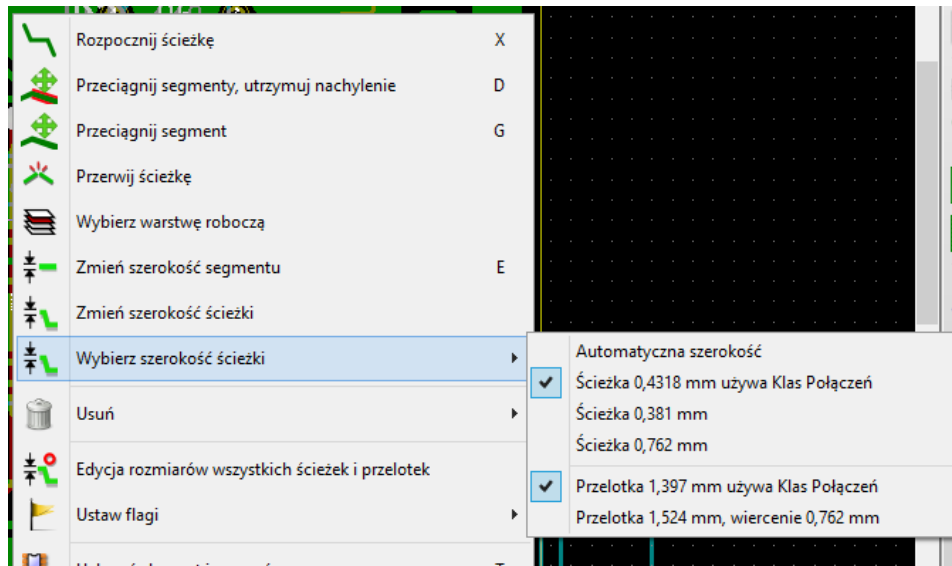 Rozpocznij ścieżkę X
Przeciągnij segmenty, utrzymuj nachylenie D
Przeciągnij segment G
Przerwij ścieżkę
Wybierz warstwę roboczą
Zmień szerokość segmentu E
Zmień szerokość ścieżki
Wybierz szerokość ścieżki
Automatyczna szerokość
Ścieżka 0,4318 mm używa Klas Połączeń
Ścieżka 0,381 mm
Ścieżka 0,762 mm
Przelotka 1,397 mm używa Klas Połączeń
Przelotka 1,524 mm, wiercenie 0,762 mm
Usuń
Edycja rozmiarów wszystkich ścieżek i przelotek
Ustaw flagi